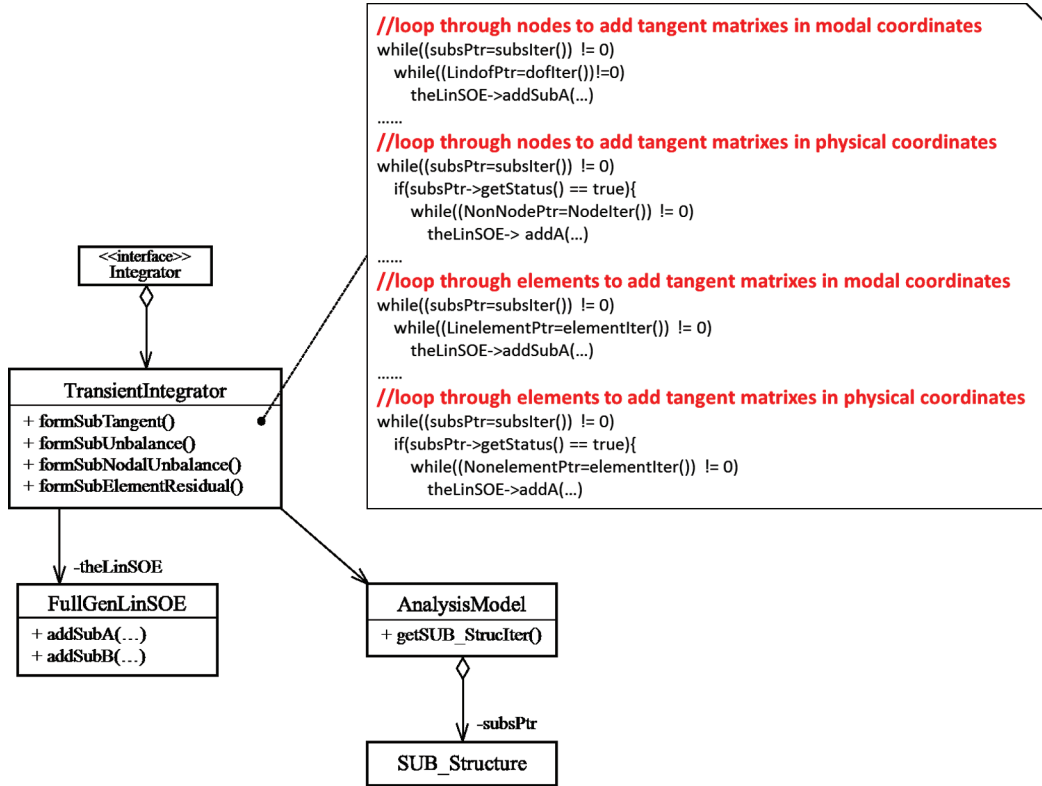 //loop through nodes to add tangent matrixes in modal coordinates
while((subsPtr=subsIter()) != 0)
while((LindofPtr=dofIter())!=0)
theLinSOE->addSubA(...)
......
//loop through nodes to add tangent matrixes in physical coordinates
while((subsPtr=subsIter()) != 0)
if(subsPtr->getStatus() == true){
while((NonNodePtr=NodeIter()) != 0)
theLinSOE-> addA(...)
......
//loop through elements to add tangent matrixes in modal coordinates
while((subsPtr=subsIter()) != 0)
while((LinelementPtr=elementIter()) != 0)
theLinSOE->addSubA(...)
......
//loop through elements to add tangent matrixes in physical coordinates
while((subsPtr=subsIter()) != 0)
if(subsPtr->getStatus() == true){
while((NonelementPtr=elementIter()) != 0)
theLinSOE->addA(...)
<<interface>>
Integrator
TransientIntegrator
+ formSubTangent()
+ formSubUnbalance()
+ formSubNodalUnbalance()
+ formSubElementResidual()
-theLinSOE
FullGenLinSOE
+ addSubA(...)
+ addSubB(...)
AnalysisModel
+ getSUB_StrucIter()
-subsPtr
SUB_Structure